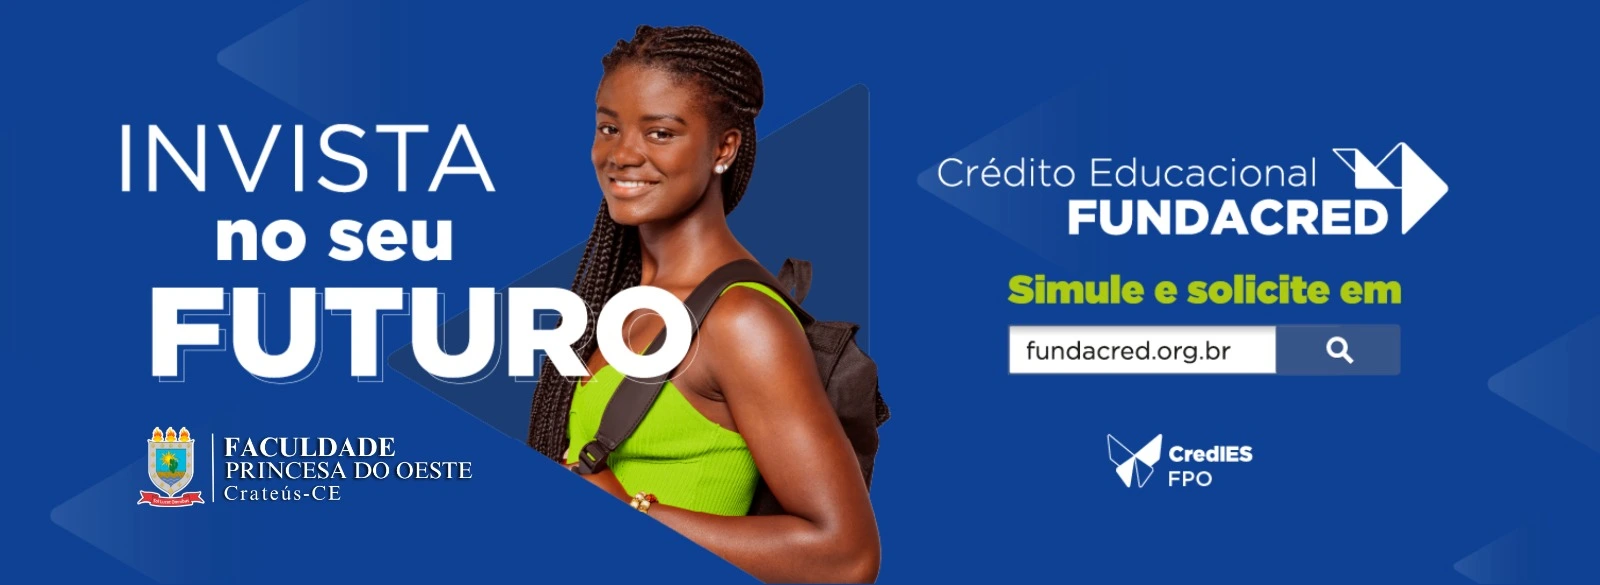 INVISTA
no seu
FUTURO
FACULDADE
PRINCESA DO OESTE
Crateús-CE
Crédito Educacional
FUNDACRED
Simule e solicite em
fundacred.org.br
CredIES
FPO